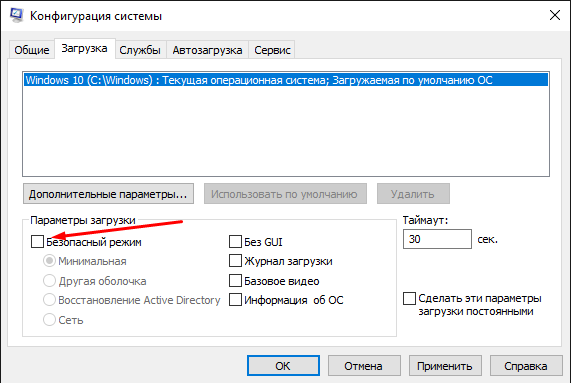 Конфигурация системы
Общие Загрузка Службы Автозагрузка Сервис
Windows 10 (C:\Windows) : Текущая операционная система; Загружаемая по умолчанию ОС
Дополнительные параметры... Использовать по умолчанию Удалить
Параметры загрузки Таймаут:
Безопасный режим Без GUI 30 сек.
Минимальная Журнал загрузки
Другая оболочка Базовое видео
Восстановление Active Directory Информация об ОС Сделать эти параметры
Сеть загрузки постоянными
ОК Отмена Применить Справка